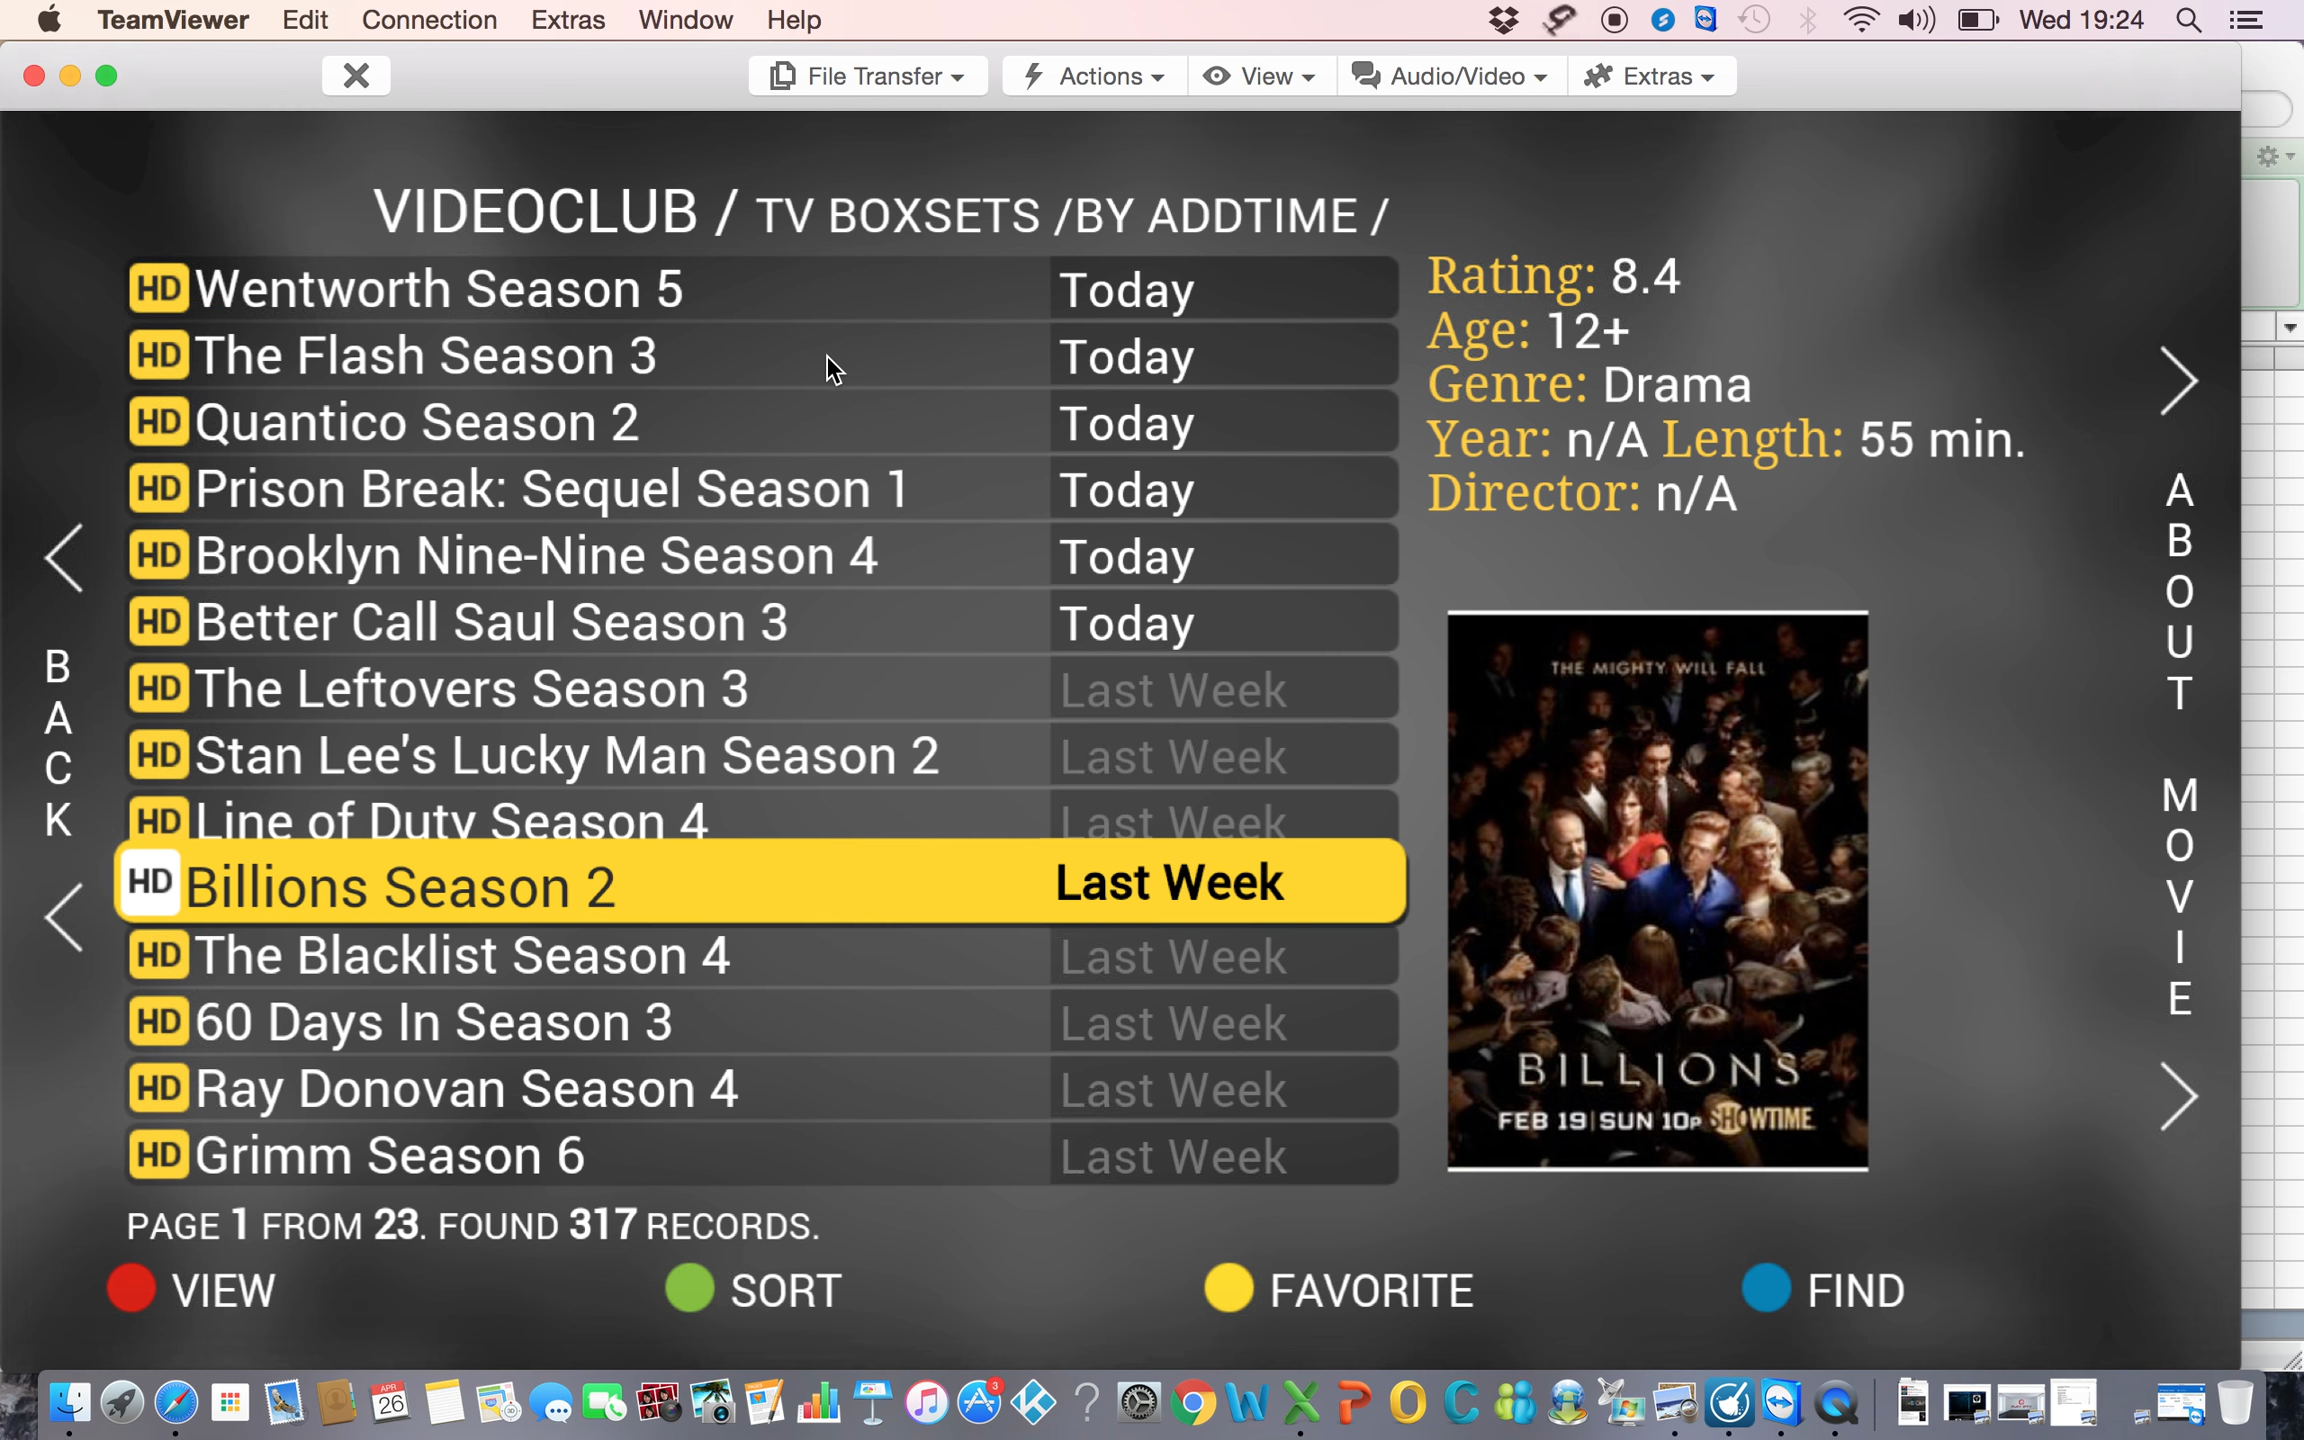 TeamViewer Edit Connection Extras Window Help Wed 19:24
File Transfer Actions View Audio/Video Extras
VIDEOCLUB / TV BOXSETS /BY ADDTIME /
HD Wentworth Season 5 Today
HD The Flash Season 3 Today
HD Quantico Season 2 Today
HD Prison Break: Sequel Season 1 Today
HD Brooklyn Nine-Nine Season 4 Today
HD Better Call Saul Season 3 Today
HD The Leftovers Season 3 Last Week
HD Stan Lee's Lucky Man Season 2 Last Week
HD Line of Duty Season 4 Last Week
HD Billions Season 2 Last Week
HD The Blacklist Season 4 Last Week
HD 60 Days In Season 3 Last Week
HD Ray Donovan Season 4 Last Week
HD Grimm Season 6 Last Week
PAGE 1 FROM 23. FOUND 317 RECORDS.
VIEW SORT FAVORITE FIND
BACK
Rating: 8.4
Age: 12+
Genre: Drama
Year: n/A Length: 55 min.
Director: n/A
THE MIGHTY WILL FALL
BILLIONS
FEB 19 | SUN 10P SHOWTIME
ABOUT MOVIE
APR
26
3